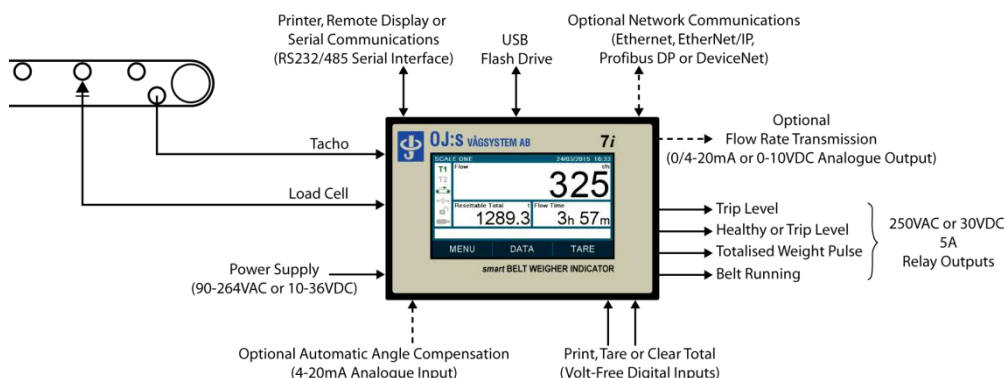 Printer, Remote Display or
Serial Communications
(RS232/485 Serial Interface)
USB
Flash Drive
Optional Network Communications
(Ethernet, EtherNet/IP,
Profibus DP or DeviceNet)
Tacho
Load Cell
Power Supply
(90-264VAC or 10-36VDC)
OJ:s VÅGSYSTEM AB
7i
SCALE ONE
24/03/2015 16:33
T1
T2
Flow
t/h
325
Resettable Total
t
1289.3
Flow Time
3h 57m
MENU
DATA
TARE
smart BELT WEIGHER INDICATOR
Optional
Flow Rate Transmission
(0/4-20mA or 0-10VDC Analogue Output)
Trip Level
Healthy or Trip Level
Totalised Weight Pulse
Belt Running
250VAC or 30VDC
5A
Relay Outputs
Optional Automatic Angle Compensation
(4-20mA Analogue Input)
Print, Tare or Clear Total
(Volt-Free Digital Inputs)